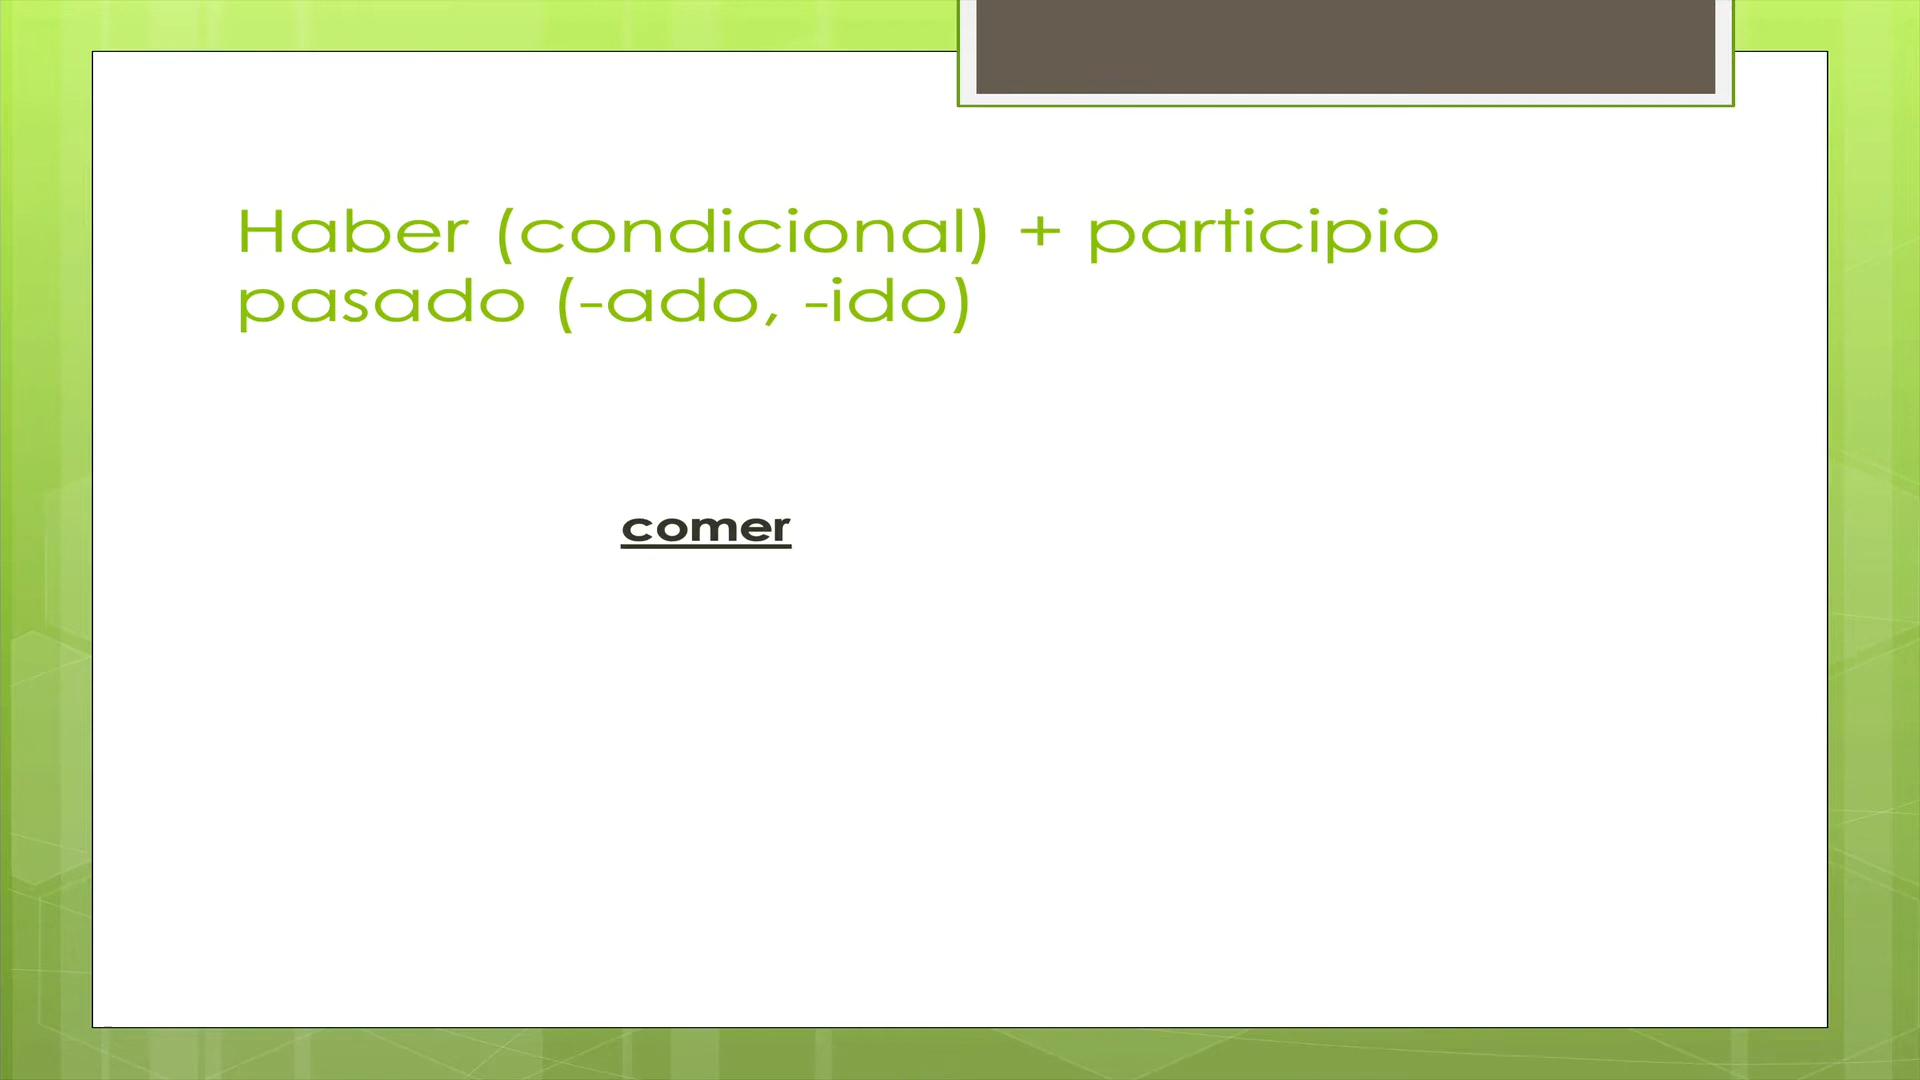 Haber (condicional) + participio
pasado (-ado, -ido)
comer